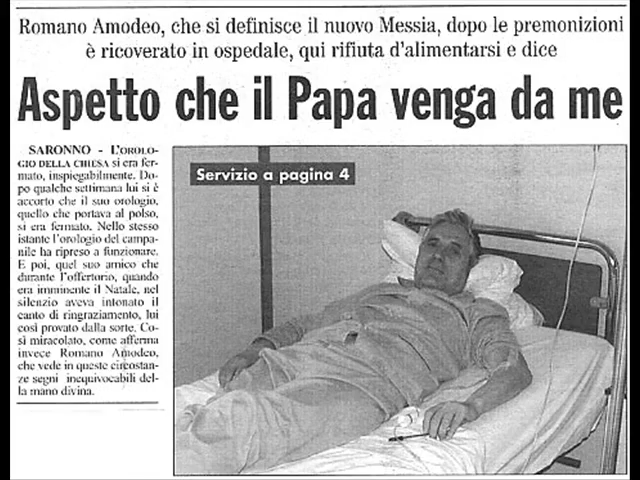 Romano Amodeo, che si definisce il nuovo Messia, dopo le premonizioni
è ricoverato in ospedale, qui rifiuta d'alimentarsi e dice
Aspetto che il Papa venga da me
SARONNO - L'OROLO-
GIO DELLA CHIESA si era fer-
mato, inspiegabilmente. Do-
po qualche settimana lui si è
accorto che il suo orologio,
quello che portava al polso,
si era fermato. Nello stesso
istante l'orologio del campa-
nile ha ripreso a funzionare.
E poi, quel suo amico che
durante l'offertorio, quando
era imminente il Natale, nel
silenzio aveva intonato il
canto di ringraziamento, lui
così provato dalla sorte. Co-
sì miracolato, come afferma
invece Romano Amodeo,
che vede in queste circostan-
ze segni inequivocabili del-
la mano divina.
Servizio a pagina 4